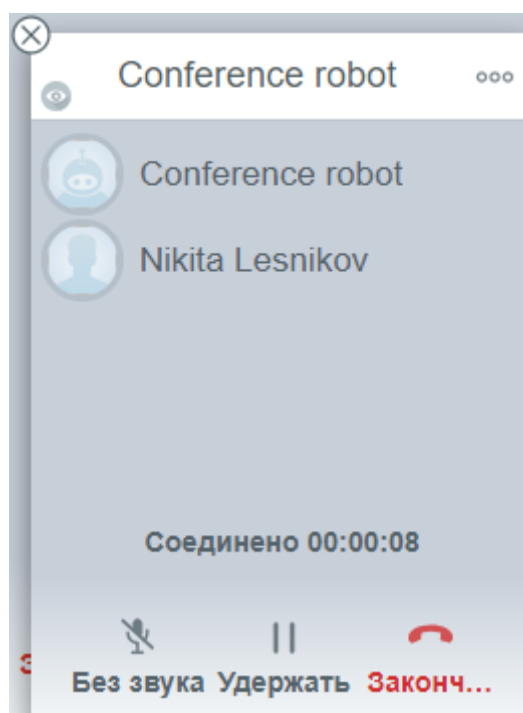 Conference robot
Conference robot
Nikita Lesnikov
Соединено 00:00:08
Без звука Удержать Законч...